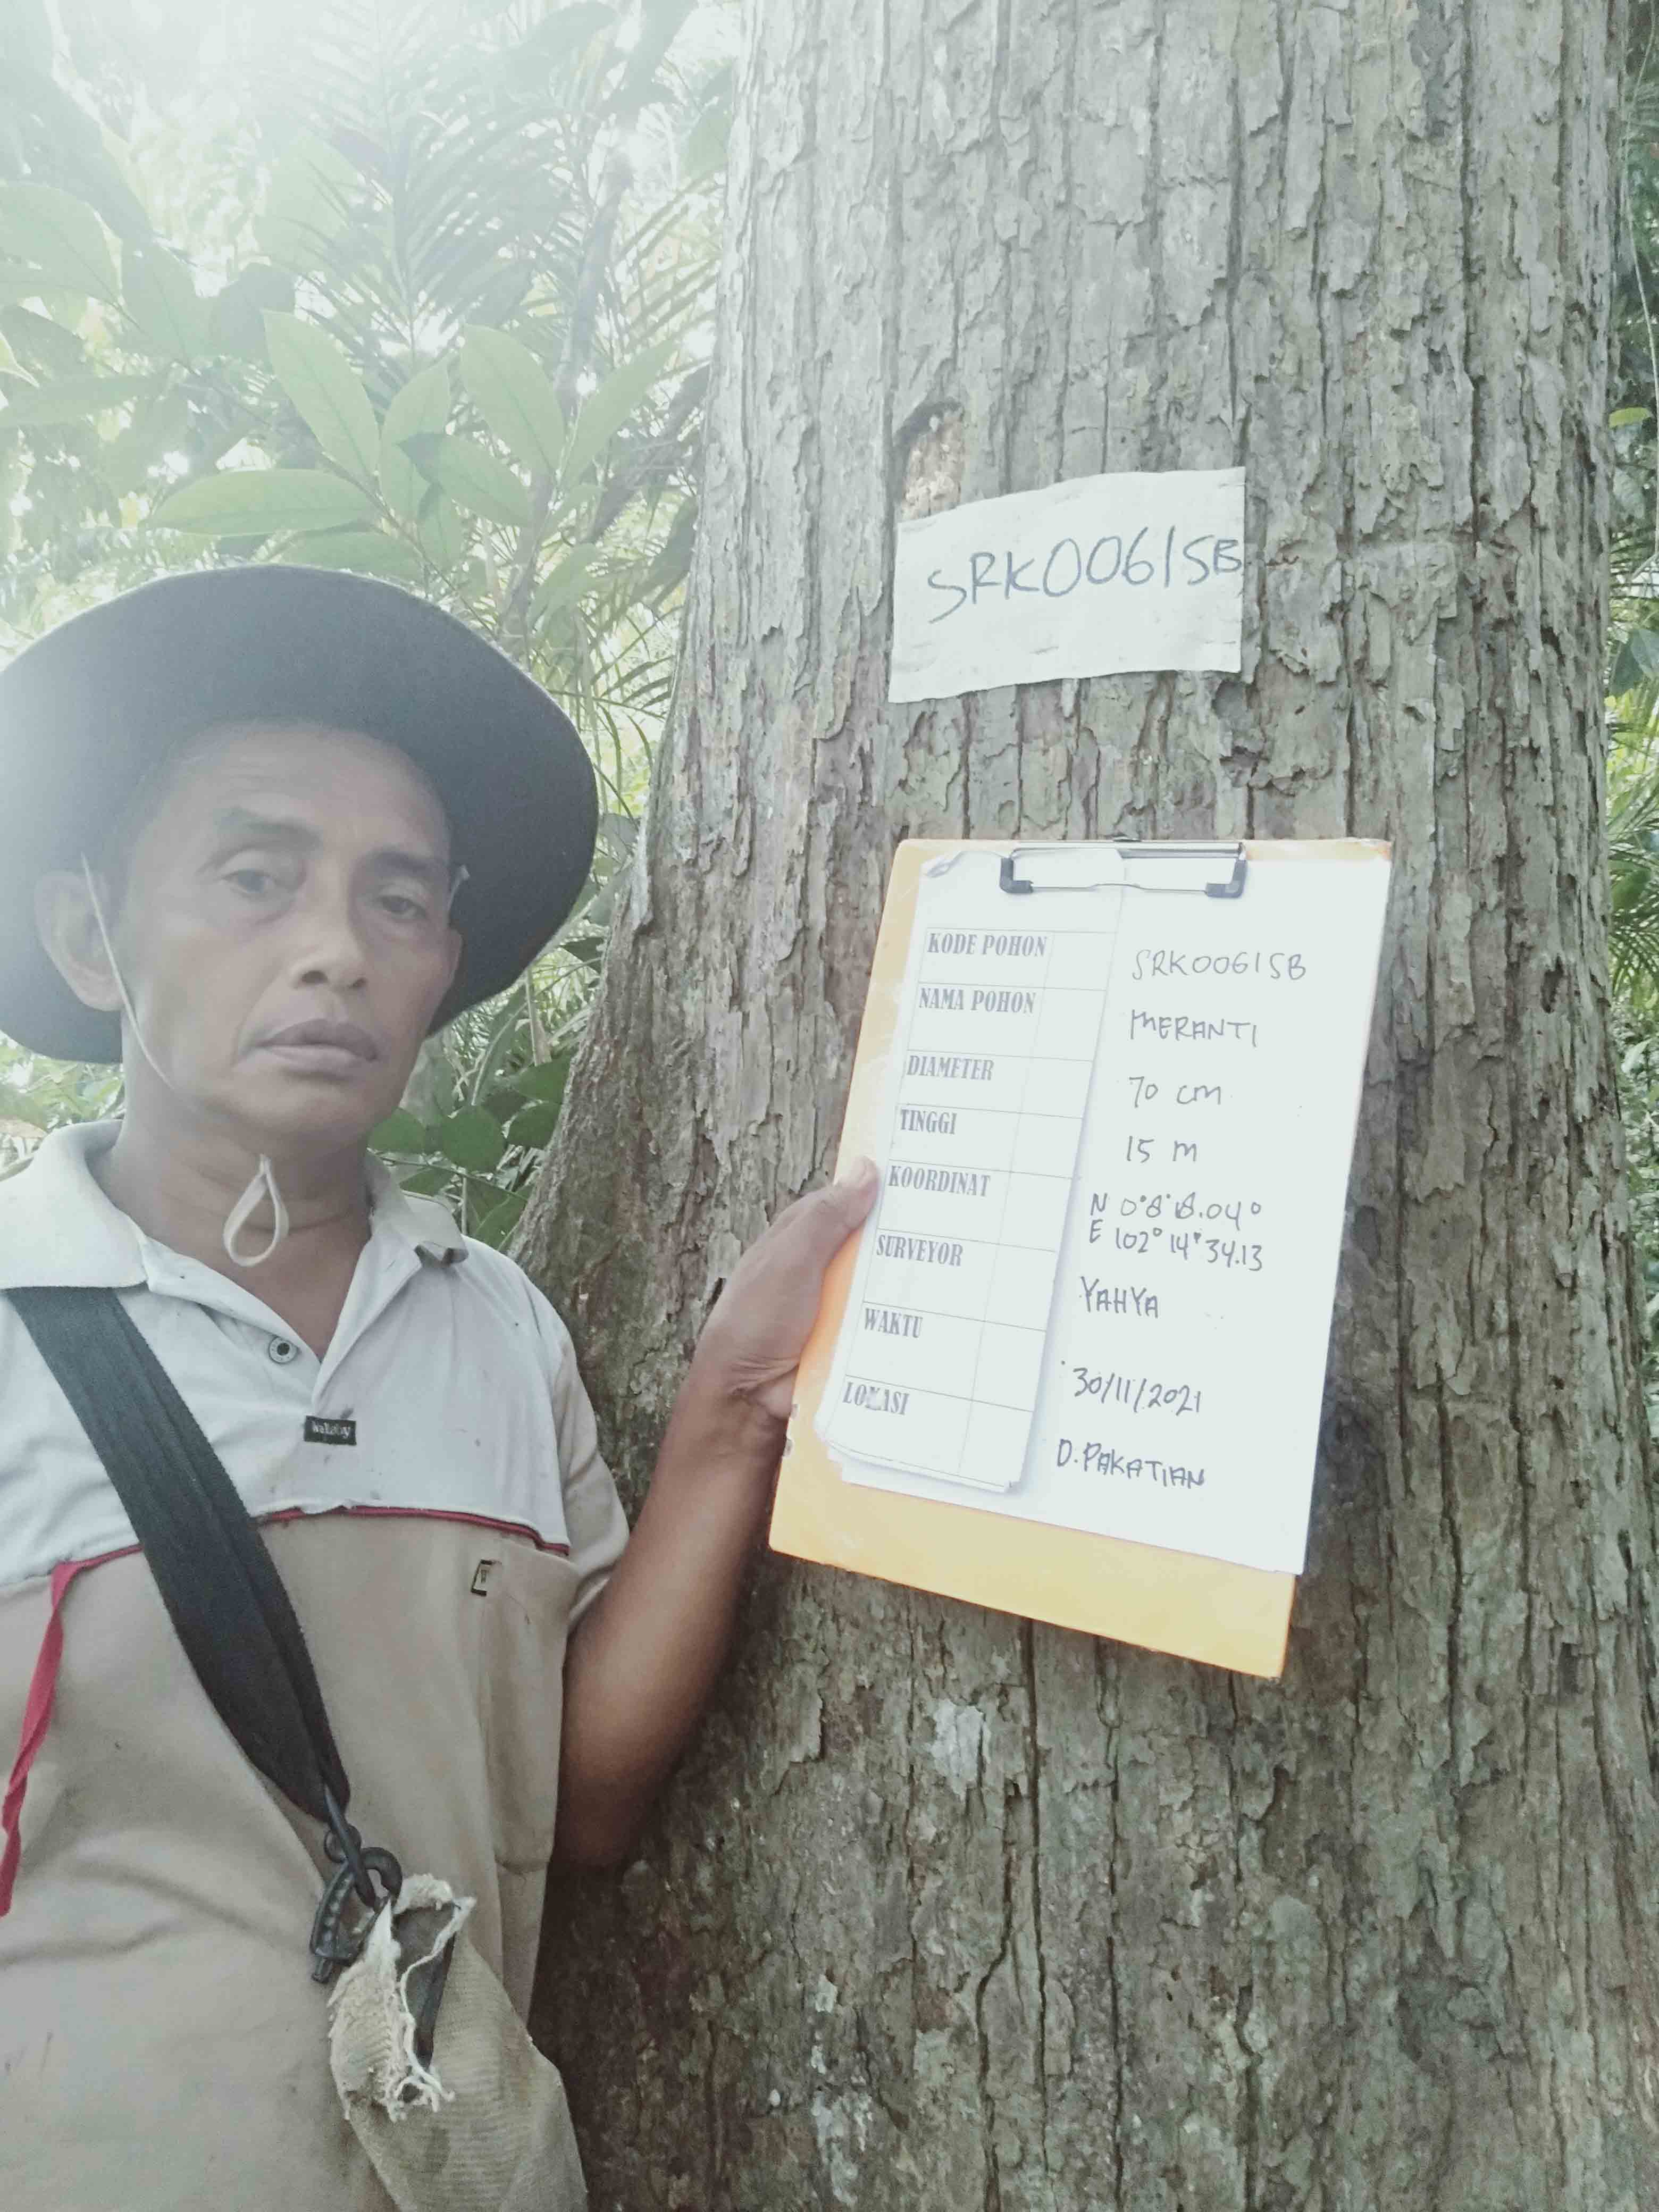 SRK00615B
KODE POHON SRK00615B
NAMA POHON MERANTI
DIAMETER 70 cm
TINGGI 15 m
KOORDINAT N 0°8'18.04°
E 102° 14" 34.13
SURVEYOR YAHYA
WAKTU 30/11/2021
LOKASI D.PAKATIAN